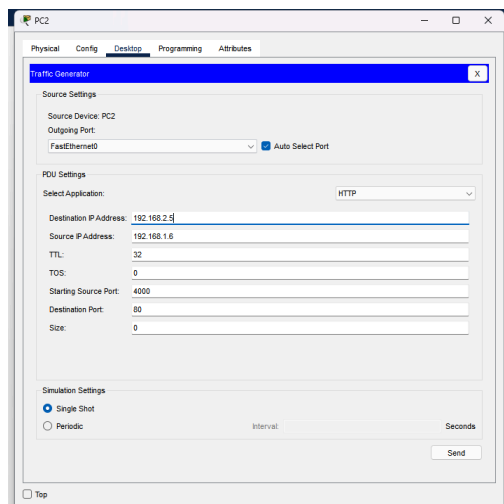 PC2
Physical Config Desktop Programming Attributes
Traffic Generator X
Source Settings
Source Device: PC2
Outgoing Port:
FastEthernet0 Auto Select Port
PDU Settings
Select Application: HTTP
Destination IP Address: 192.168.2.5
Source IP Address: 192.168.1.6
TTL: 32
TOS: 0
Starting Source Port: 4000
Destination Port: 80
Size: 0
Simulation Settings
Single Shot
Periodic Interval: Seconds
Send
Top